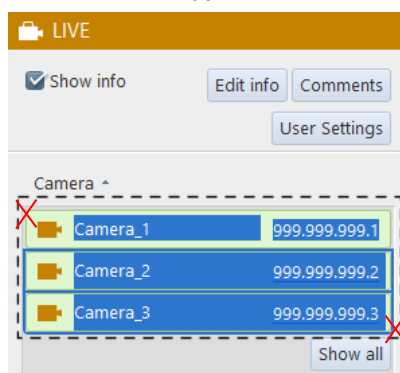 LIVE
Show info Edit info Comments
User Settings
Camera
Camera_1 999.999.999.1
Camera_2 999.999.999.2
Camera_3 999.999.999.3
Show all